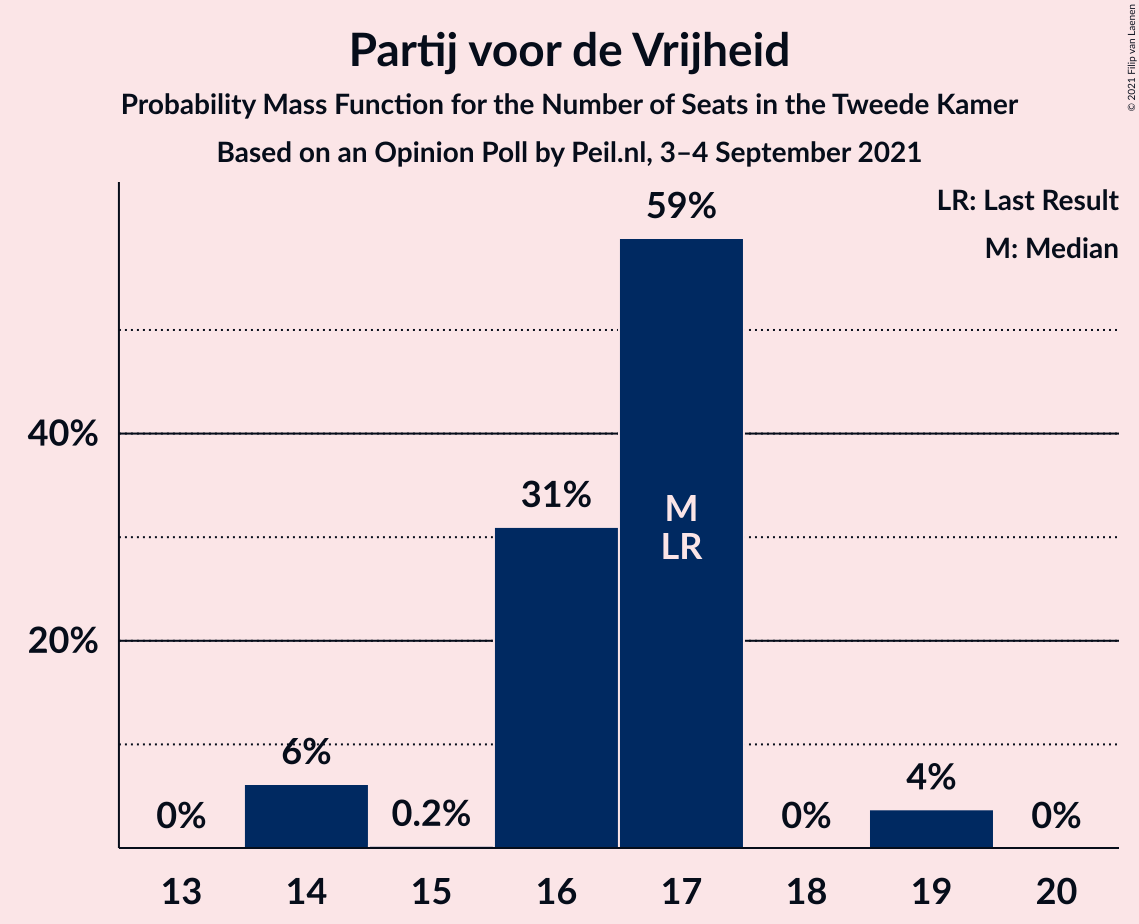 Partij voor de Vrijheid
Probability Mass Function for the Number of Seats in the Tweede Kamer
Based on an Opinion Poll by Peil.nl, 3–4 September 2021
© 2021 Filip van Laenen
LR: Last Result
M: Median
59%
40%
31%
M
LR
20%
6%
4%
0%
0.2%
0%
0%
13
14
15
16
17
18
19
20